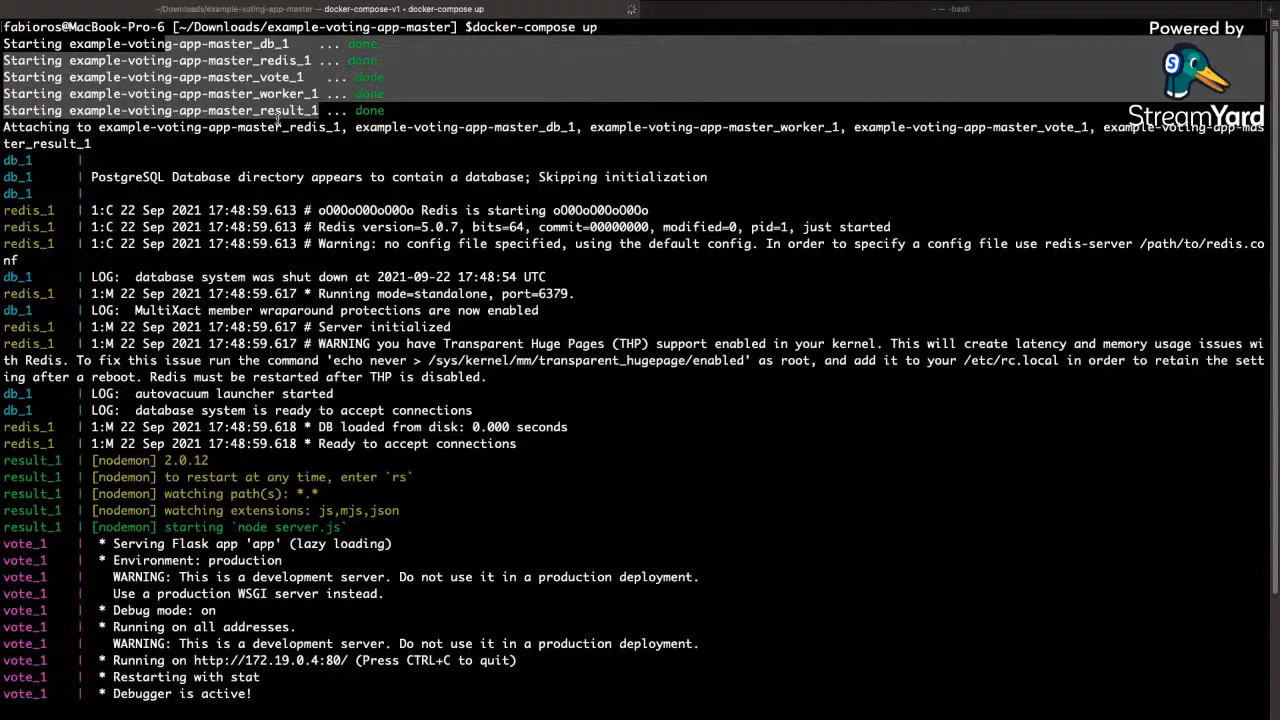 ~/Downloads/example-voting-app-master — docker-compose-v1 • docker-compose up
— -bash
fabioros@MacBook-Pro-6 [~/Downloads/example-voting-app-master] $docker-compose up
Powered by
Starting example-voting-app-master_db_1     ... done
Starting example-voting-app-master_redis_1  ... done
Starting example-voting-app-master_vote_1   ... done
Starting example-voting-app-master_worker_1 ... done
Starting example-voting-app-master_result_1 ... done
S
StreamYard
Attaching to example-voting-app-master_redis_1, example-voting-app-master_db_1, example-voting-app-master_worker_1, example-voting-app-master_vote_1, example-voting-app-mas
ter_result_1
db_1      |
db_1      | PostgreSQL Database directory appears to contain a database; Skipping initialization
db_1      |
redis_1   | 1:C 22 Sep 2021 17:48:59.613 # oO0OoO0OoO0Oo Redis is starting oO0OoO0OoO0Oo
redis_1   | 1:C 22 Sep 2021 17:48:59.613 # Redis version=5.0.7, bits=64, commit=00000000, modified=0, pid=1, just started
redis_1   | 1:C 22 Sep 2021 17:48:59.613 # Warning: no config file specified, using the default config. In order to specify a config file use redis-server /path/to/redis.co
nf
db_1      | LOG:  database system was shut down at 2021-09-22 17:48:54 UTC
redis_1   | 1:M 22 Sep 2021 17:48:59.617 * Running mode=standalone, port=6379.
db_1      | LOG:  MultiXact member wraparound protections are now enabled
redis_1   | 1:M 22 Sep 2021 17:48:59.617 # Server initialized
redis_1   | 1:M 22 Sep 2021 17:48:59.617 # WARNING you have Transparent Huge Pages (THP) support enabled in your kernel. This will create latency and memory usage issues wi
th Redis. To fix this issue run the command 'echo never > /sys/kernel/mm/transparent_hugepage/enabled' as root, and add it to your /etc/rc.local in order to retain the sett
ing after a reboot. Redis must be restarted after THP is disabled.
db_1      | LOG:  autovacuum launcher started
db_1      | LOG:  database system is ready to accept connections
redis_1   | 1:M 22 Sep 2021 17:48:59.618 * DB loaded from disk: 0.000 seconds
redis_1   | 1:M 22 Sep 2021 17:48:59.618 * Ready to accept connections
result_1  | [nodemon] 2.0.12
result_1  | [nodemon] to restart at any time, enter `rs`
result_1  | [nodemon] watching path(s): *.*
result_1  | [nodemon] watching extensions: js,mjs,json
result_1  | [nodemon] starting `node server.js`
vote_1    |  * Serving Flask app 'app' (lazy loading)
vote_1    |  * Environment: production
vote_1    |    WARNING: This is a development server. Do not use it in a production deployment.
vote_1    |    Use a production WSGI server instead.
vote_1    |  * Debug mode: on
vote_1    |  * Running on all addresses.
vote_1    |    WARNING: This is a development server. Do not use it in a production deployment.
vote_1    |  * Running on http://172.19.0.4:80/ (Press CTRL+C to quit)
vote_1    |  * Restarting with stat
vote_1    |  * Debugger is active!